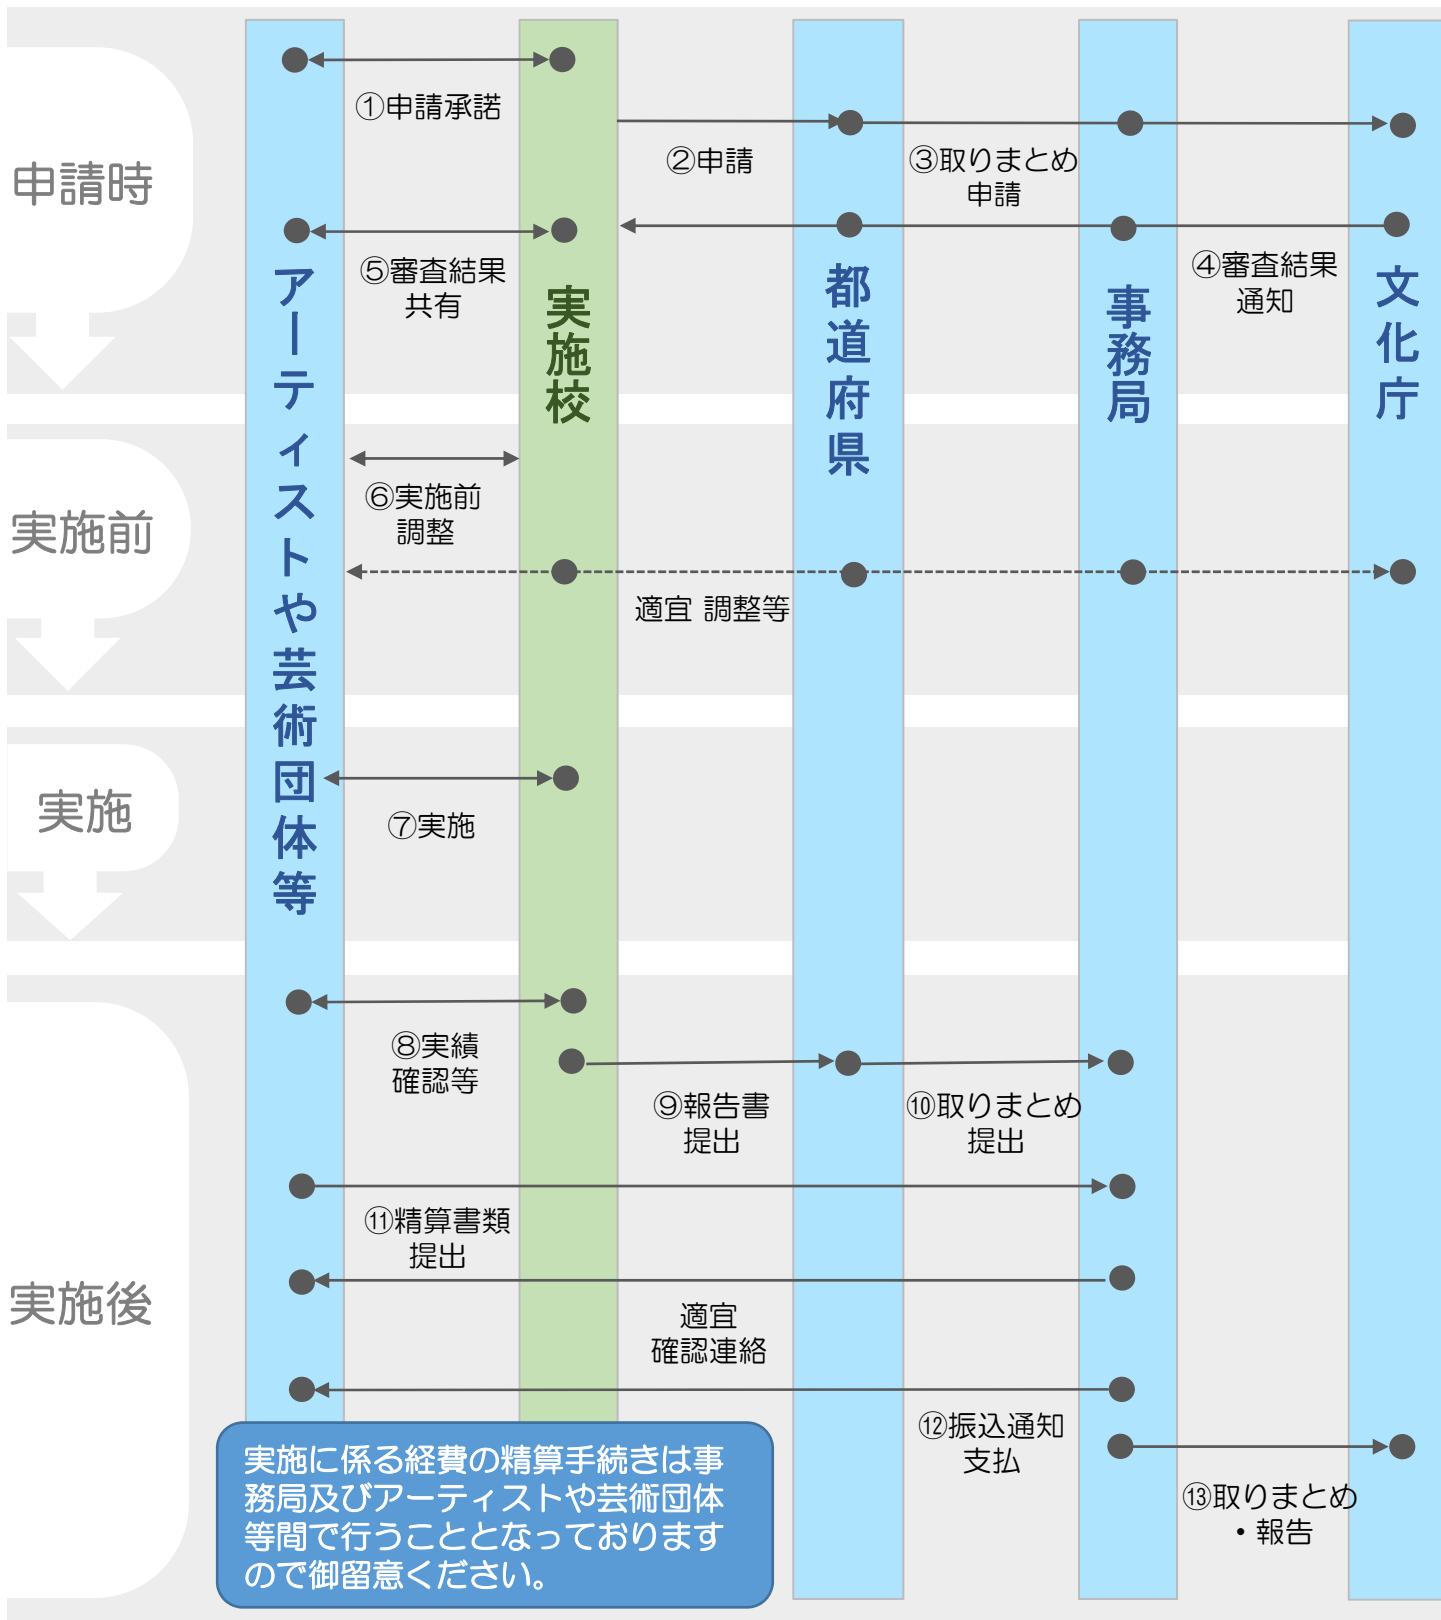 申請時
①申請承諾
②申請
③取りまとめ
申請
④審査結果
通知
⑤審査結果
共有
アーティストや芸術団体等
実施校
都道府県
事務局
文化庁
実施前
⑥実施前
調整
適宜 調整等
実施
⑦実施
実施後
⑧実績
確認等
⑨報告書
提出
⑩取りまとめ
提出
⑪精算書類
提出
適宜
確認連絡
⑫振込通知
支払
⑬取りまとめ
・報告
実施に係る経費の精算手続きは事
務局及びアーティストや芸術団体
等間で行うこととなっております
ので御留意ください。